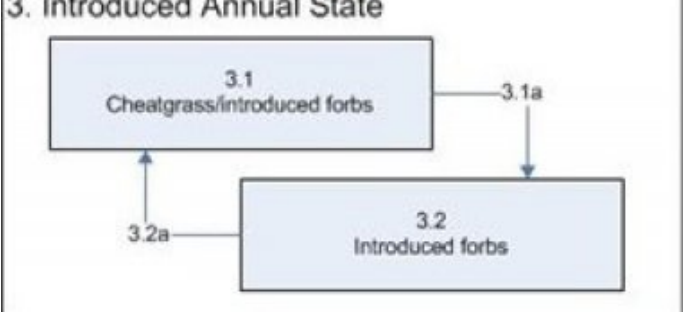 3. Introduced Annual State
3.1
Cheatgrass/introduced forbs
3.1a
3.2a
3.2
Introduced forbs